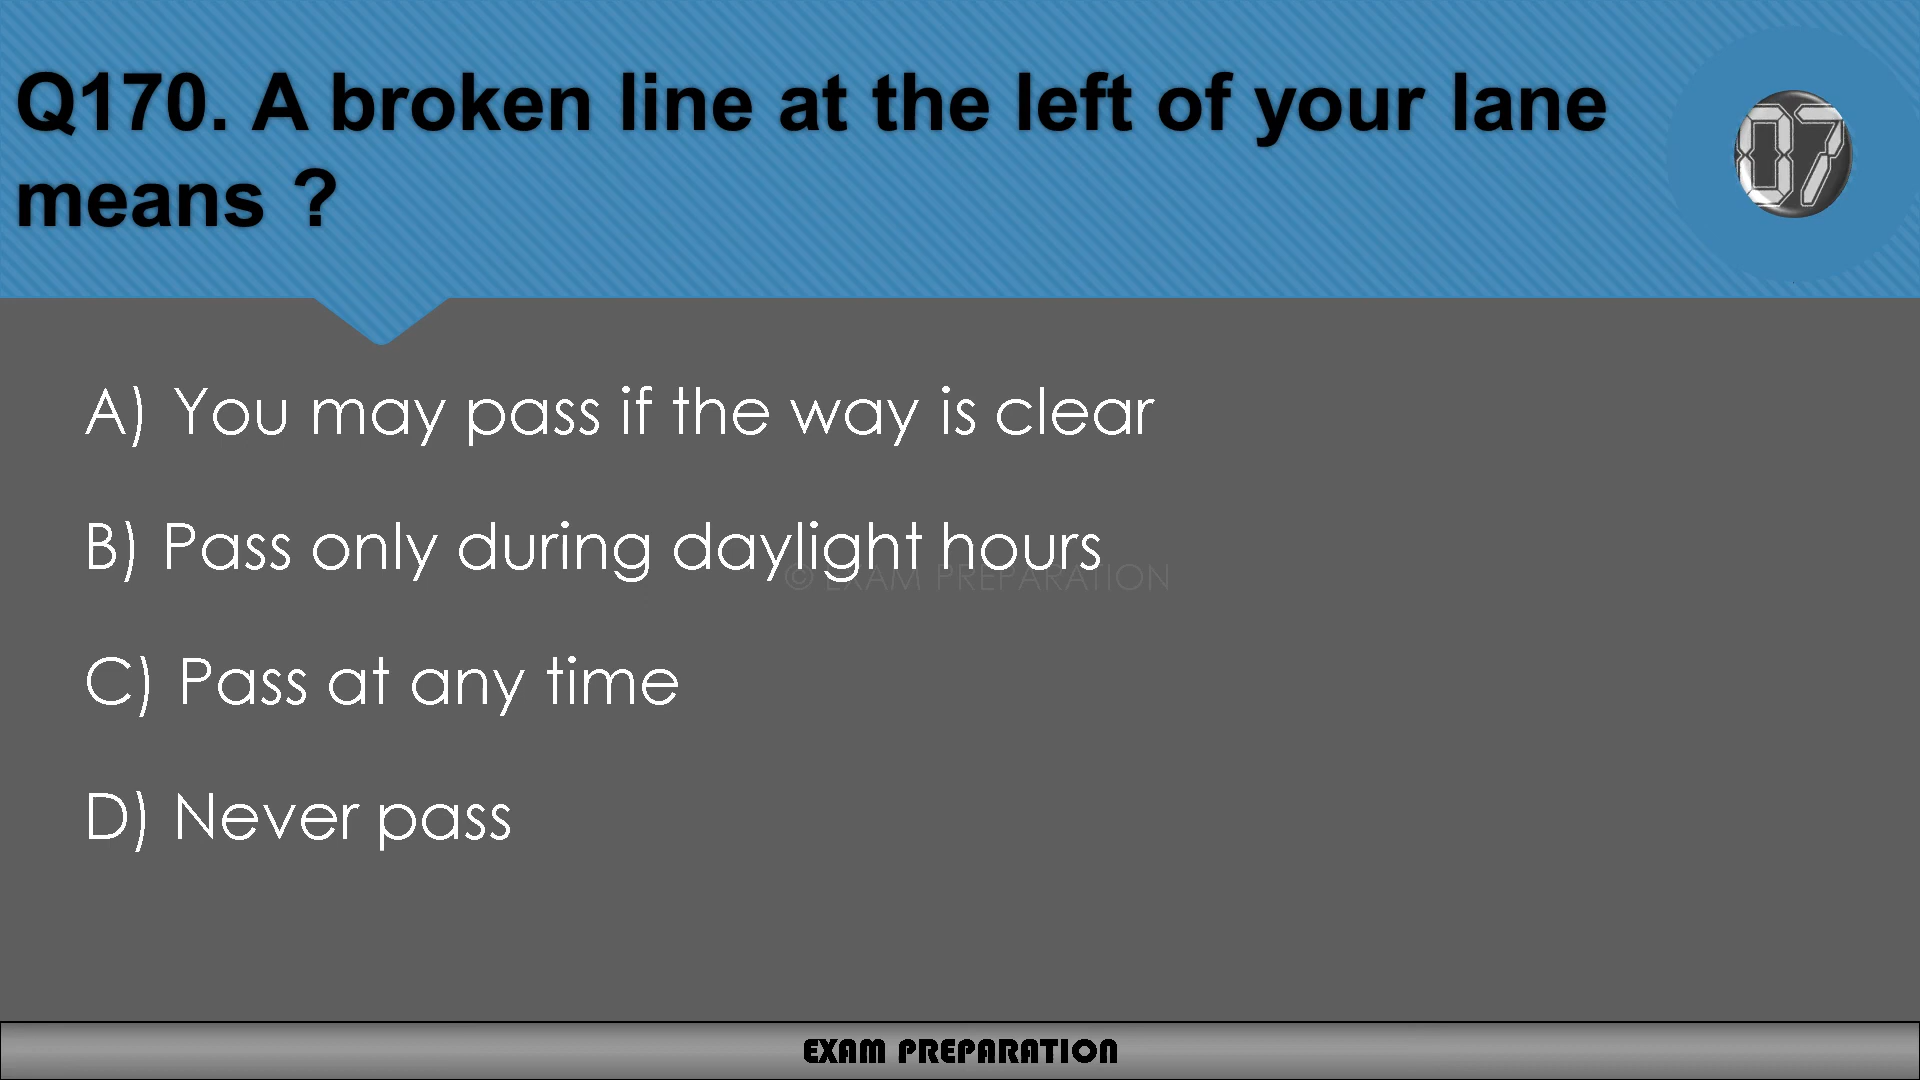 Q170. A broken line at the left of your lane
means ?
07
A) You may pass if the way is clear
B) Pass only during daylight hours
© EXAM PREPARATION
C) Pass at any time
D) Never pass
EXAM PREPARATION